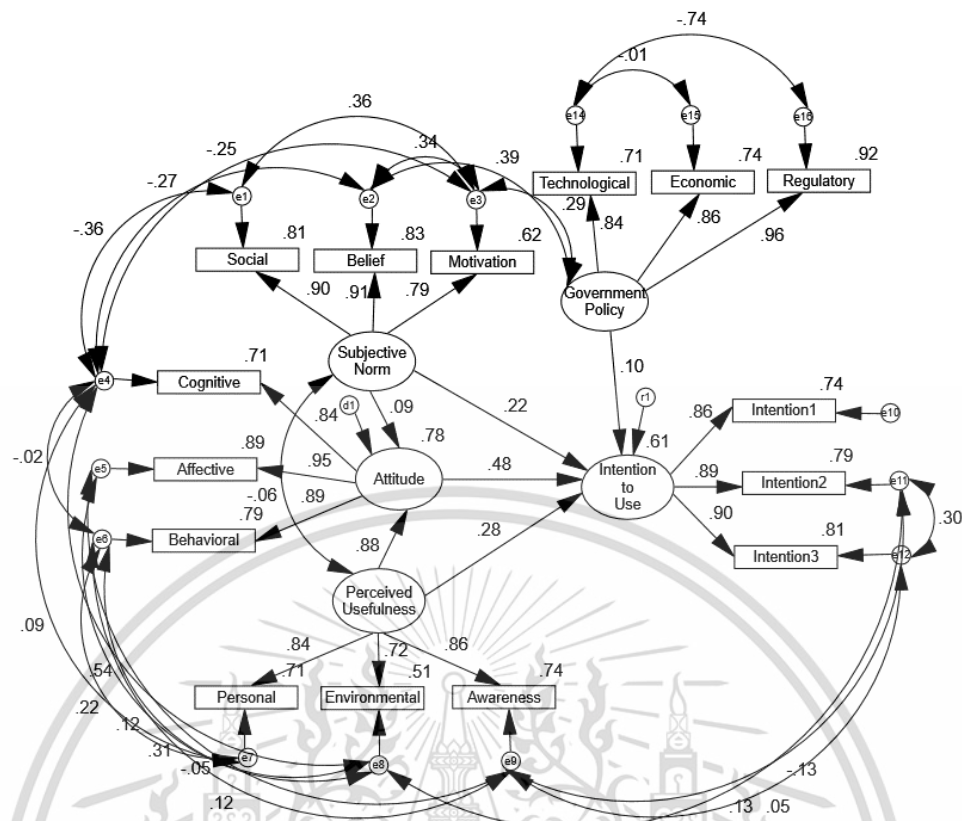 -.74
-.01
.36
e14
e15
e16
-.25
.34
.39
.71
.74
.92
-.27
e1
e2
e3
Technological
Economic
Regulatory
.29
.84
.86
-.36
.81
.83
.62
.96
Social
Belief
Motivation
.90
.91
.79
Government
Policy
Subjective
Norm
.71
.10
e4
Cognitive
.74
d1
.09
.22
r1
Intention1
e10
.84
.86
.89
.78
.61
.79
-.02
e5
Affective
.95
Attitude
.48
Intention
to
Use
.89
Intention2
e11
-.06
.89
.79
.90
.30
e6
Behavioral
.28
.81
Intention3
e12
.88
Perceived
Usefulness
.09
.84
.72
.86
.54
.71
.51
.74
Personal
Environmental
Awareness
.22
.12
.31
e7
e8
e9
-.05
-.13
.12
.13
.05